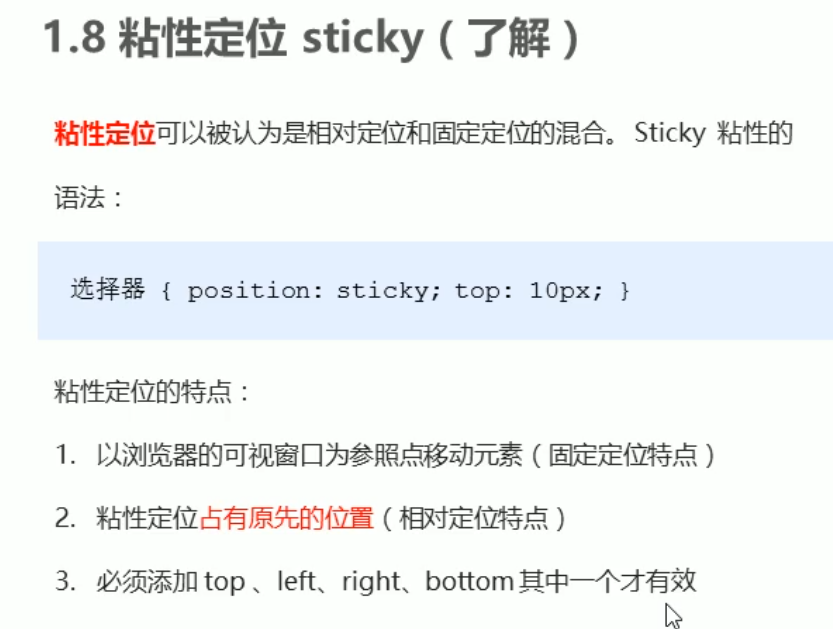 1.8 粘性定位 sticky（了解）
粘性定位可以被认为是相对定位和固定定位的混合。Sticky 粘性的
语法：
选择器 { position: sticky; top: 10px; }
粘性定位的特点：
1. 以浏览器的可视窗口为参照点移动元素（固定定位特点）
2. 粘性定位占有原先的位置（相对定位特点）
3. 必须添加 top 、left、right、bottom 其中一个才有效